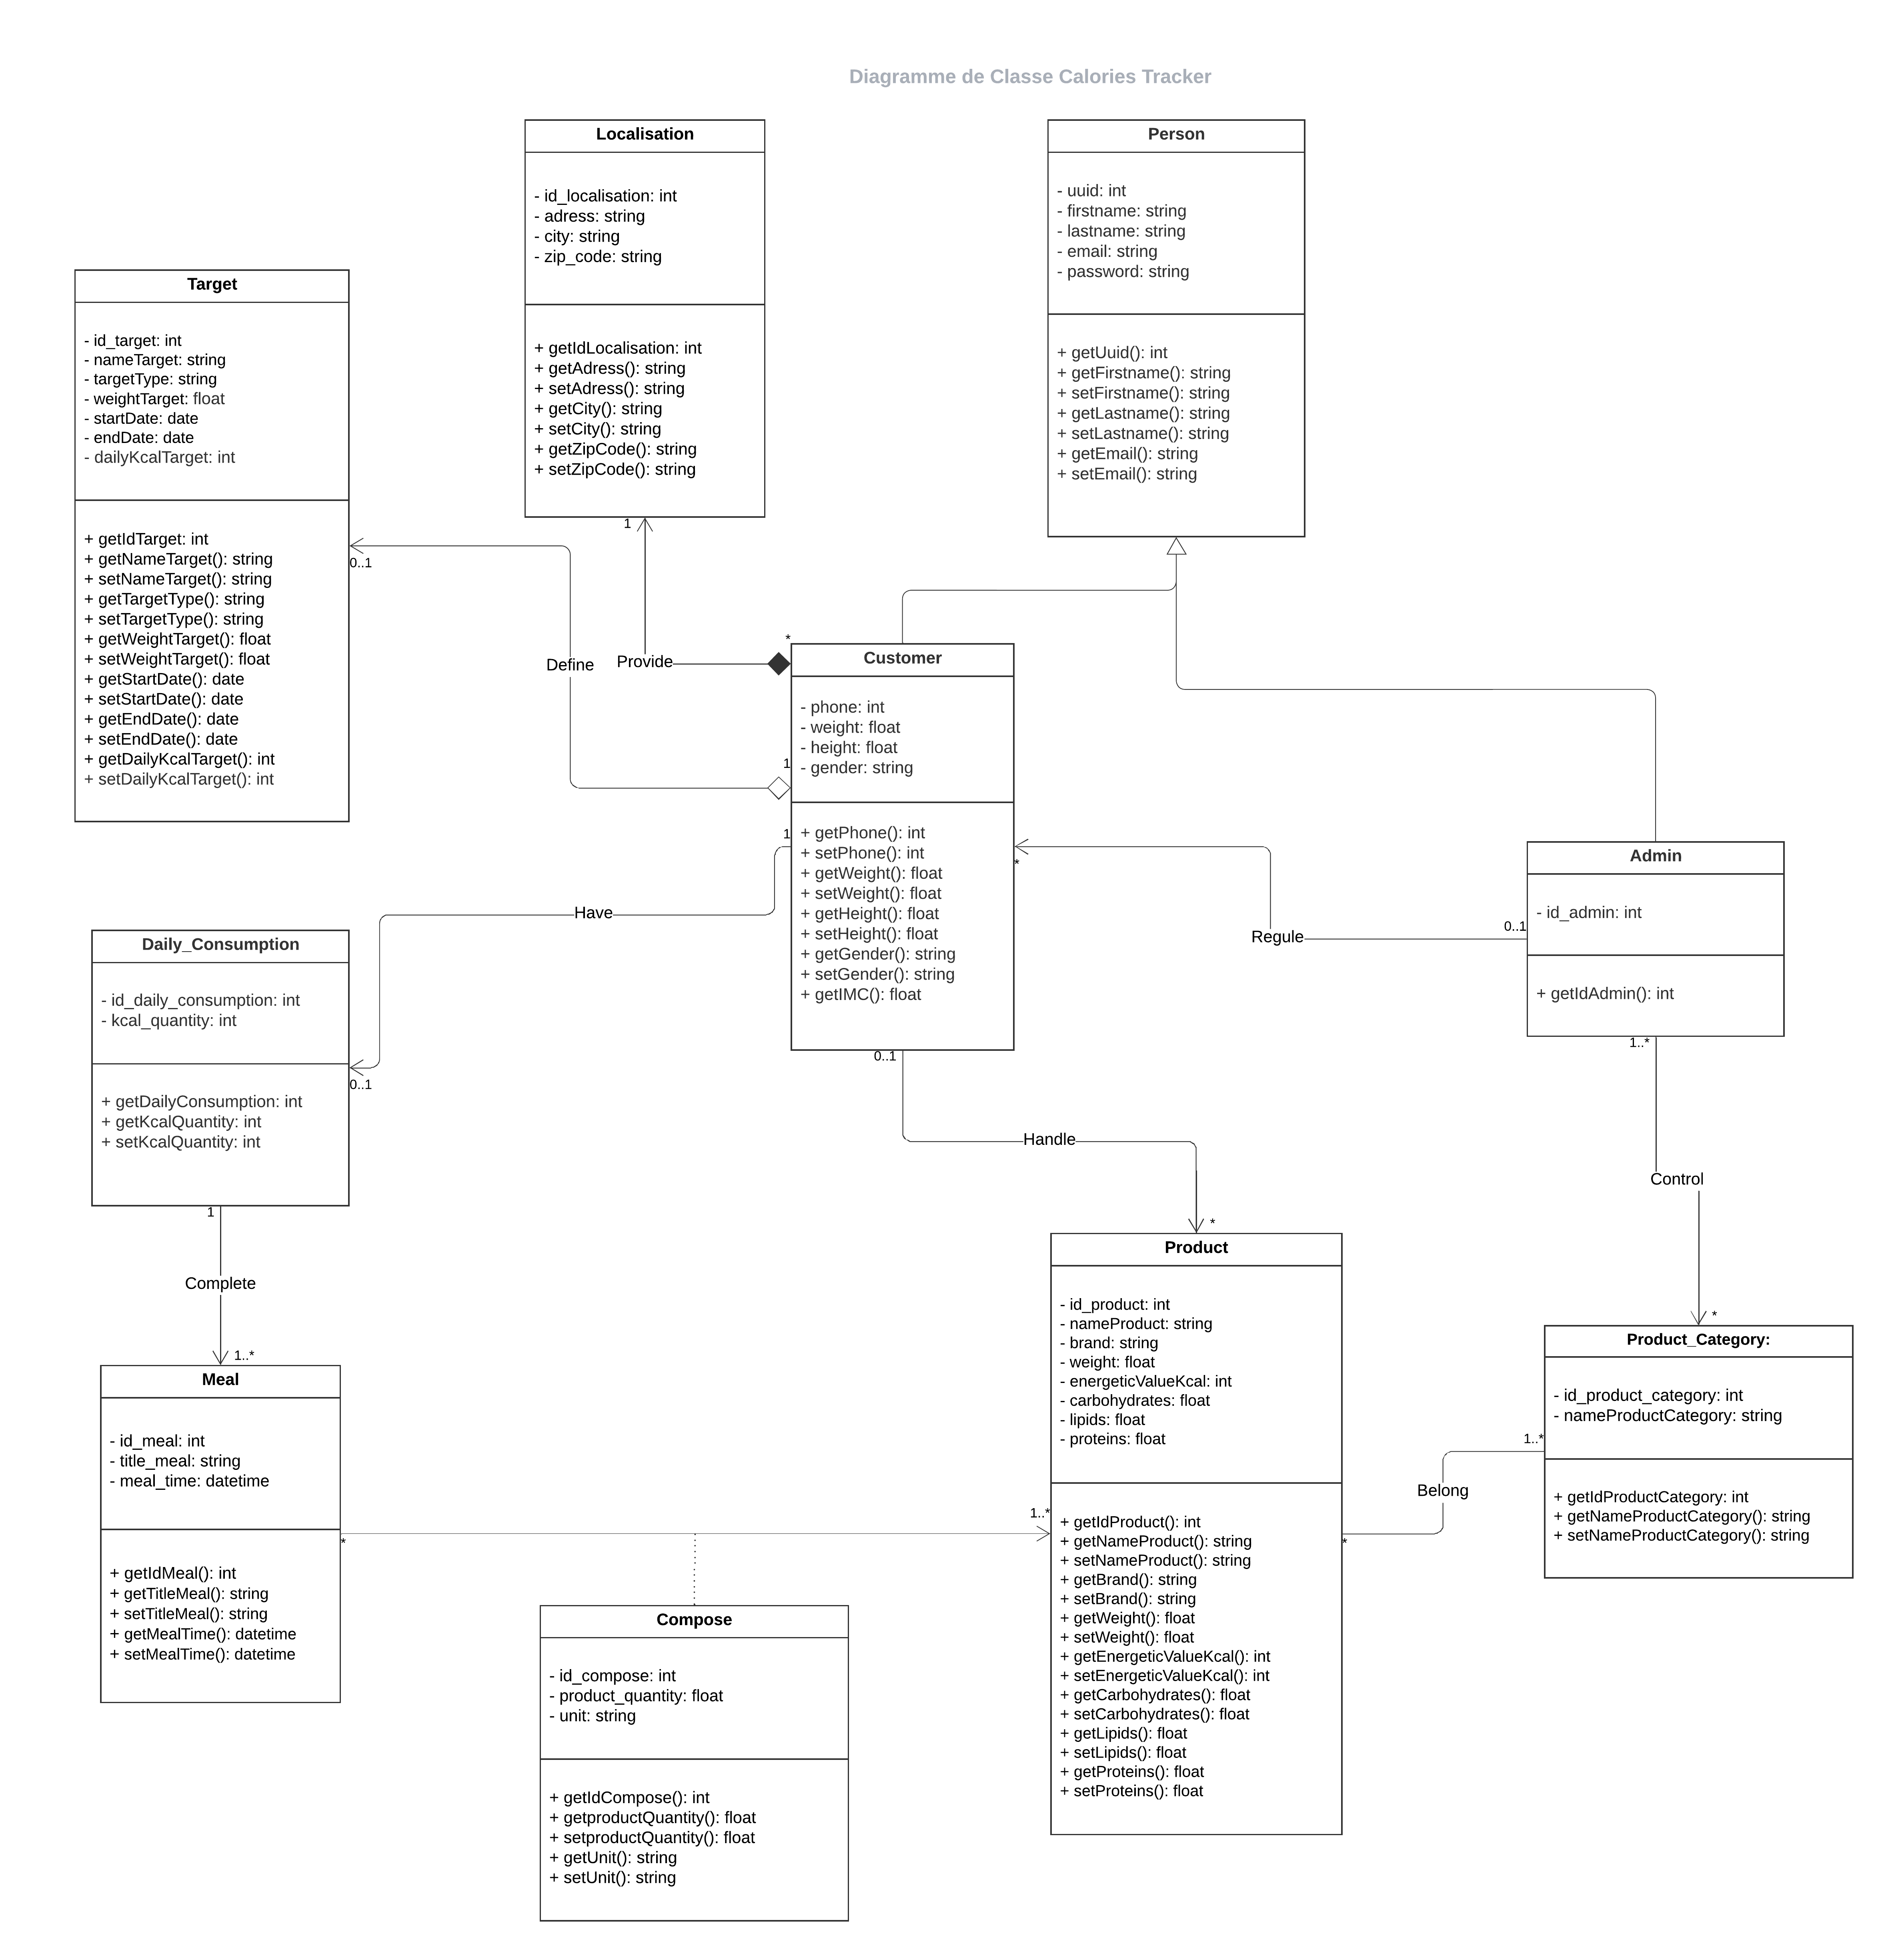 Diagramme de Classe Calories Tracker
Localisation
- id_localisation: int
- adress: string
- city: string
- zip_code: string
+ getIdLocalisation: int
+ getAdress(): string
+ setAdress(): string
+ getCity(): string
+ setCity(): string
+ getZipCode(): string
+ setZipCode(): string
1
Person
- uuid: int
- firstname: string
- lastname: string
- email: string
- password: string
+ getUuid(): int
+ getFirstname(): string
+ setFirstname(): string
+ getLastname(): string
+ setLastname(): string
+ getEmail(): string
+ setEmail(): string
Target
- id_target: int
- nameTarget: string
- targetType: string
- weightTarget: float
- startDate: date
- endDate: date
- dailyKcalTarget: int
+ getIdTarget: int
+ getNameTarget(): string
+ setNameTarget(): string
+ getTargetType(): string
+ setTargetType(): string
+ getWeightTarget(): float
+ setWeightTarget(): float
+ getStartDate(): date
+ setStartDate(): date
+ getEndDate(): date
+ setEndDate(): date
+ getDailyKcalTarget(): int
+ setDailyKcalTarget(): int
0..1
Define
Provide
*
1
1
Customer
- phone: int
- weight: float
- height: float
- gender: string
+ getPhone(): int
+ setPhone(): int
+ getWeight(): float
+ setWeight(): float
+ getHeight(): float
+ setHeight(): float
+ getGender(): string
+ setGender(): string
+ getIMC(): float
*
Regule
0..1
Admin
- id_admin: int
+ getIdAdmin(): int
1..*
Have
Daily_Consumption
- id_daily_consumption: int
- kcal_quantity: int
+ getDailyConsumption: int
+ getKcalQuantity: int
+ setKcalQuantity: int
0..1
0..1
Handle
*
Control
*
1
Complete
1..*
Meal
- id_meal: int
- title_meal: string
- meal_time: datetime
+ getIdMeal(): int
+ getTitleMeal(): string
+ setTitleMeal(): string
+ getMealTime(): datetime
+ setMealTime(): datetime
*
1..*
Compose
- id_compose: int
- product_quantity: float
- unit: string
+ getIdCompose(): int
+ getproductQuantity(): float
+ setproductQuantity(): float
+ getUnit(): string
+ setUnit(): string
Product
- id_product: int
- nameProduct: string
- brand: string
- weight: float
- energeticValueKcal: int
- carbohydrates: float
- lipids: float
- proteins: float
+ getIdProduct(): int
+ getNameProduct(): string
+ setNameProduct(): string
+ getBrand(): string
+ setBrand(): string
+ getWeight(): float
+ setWeight(): float
+ getEnergeticValueKcal(): int
+ setEnergeticValueKcal(): int
+ getCarbohydrates(): float
+ setCarbohydrates(): float
+ getLipids(): float
+ setLipids(): float
+ getProteins(): float
+ setProteins(): float
*
Belong
1..*
Product_Category:
- id_product_category: int
- nameProductCategory: string
+ getIdProductCategory: int
+ getNameProductCategory(): string
+ setNameProductCategory(): string